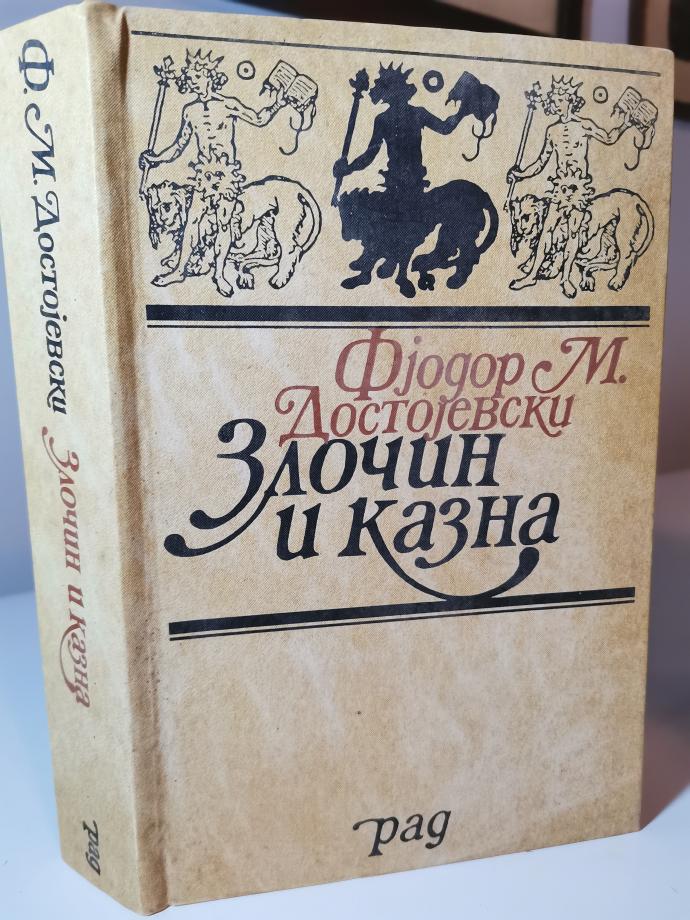 Ф. М. Достојевски Злочин и казна
рад
Фјодор М.
Достојевски
Злочин
и казна
рад